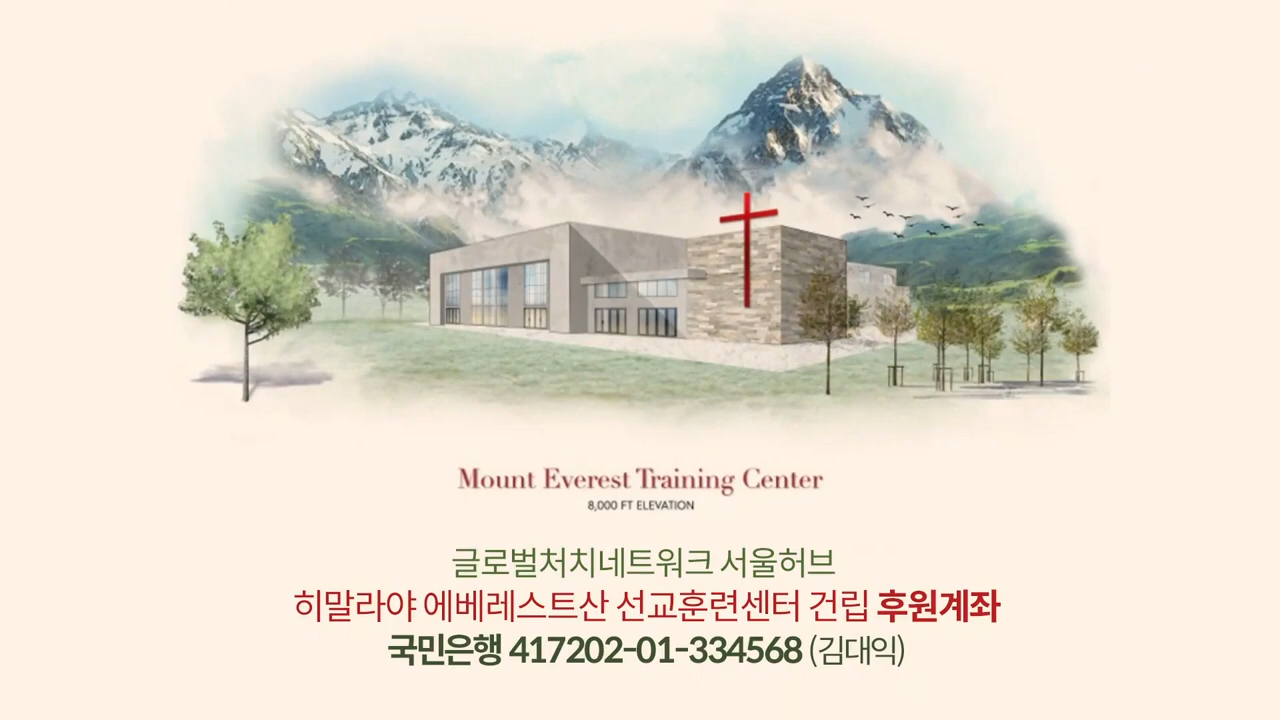 Mount Everest Training Center
8,000 FT ELEVATION
글로벌처치네트워크 서울허브
히말라야 에베레스트산 선교훈련센터 건립 후원계좌
국민은행 417202-01-334568 (김대익)